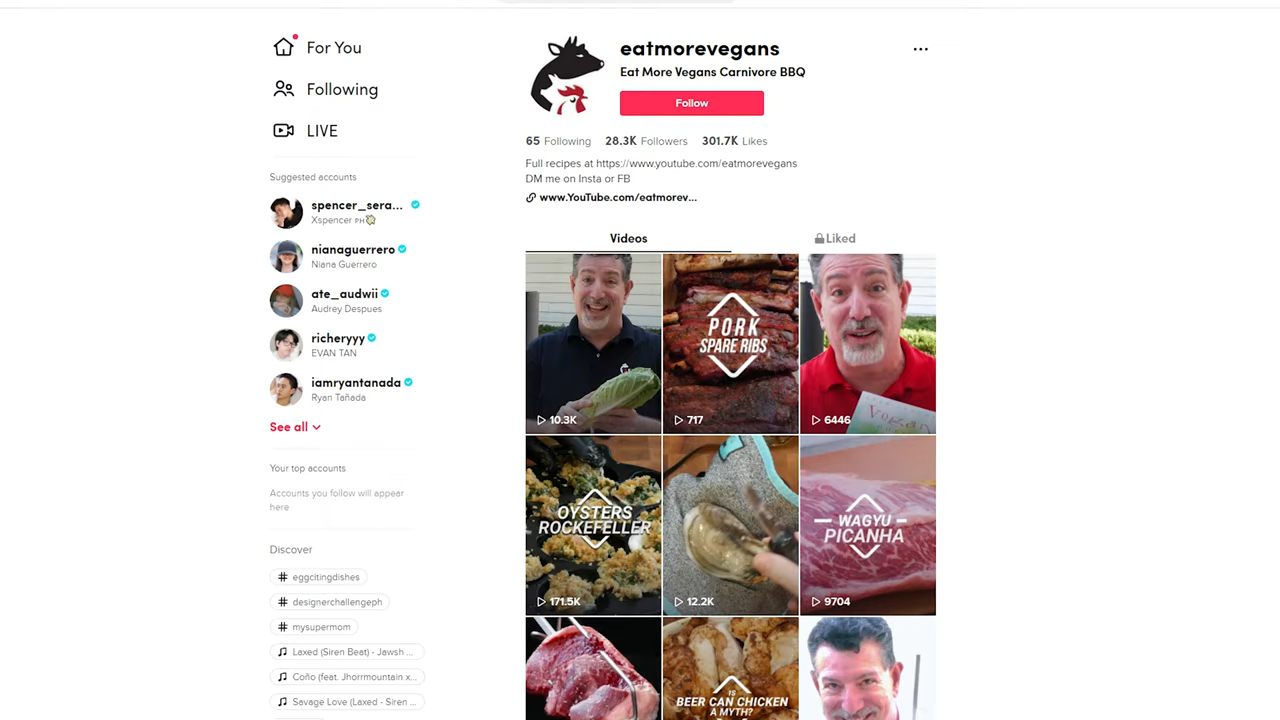 For You
Following
LIVE
Suggested accounts
spencer_sera...
Xspencer ᴘʜ
nianaguerrero
Niana Guerrero
ate_audwii
Audrey Despues
richeryyy
EVAN TAN
iamryantanada
Ryan Tañada
See all
Your top accounts
Accounts you follow will appear
here
Discover
# eggcitingdishes
# designerchallengeph
# mysupermom
Laxed (Siren Beat) - Jawsh ...
Coño (feat. Jhorrmountain x...
Savage Love (Laxed - Siren ...
eatmorevegans
Eat More Vegans Carnivore BBQ
Follow
65 Following 28.3K Followers 301.7K Likes
Full recipes at https://www.youtube.com/eatmorevegans
DM me on Insta or FB
www.YouTube.com/eatmorev...
Videos Liked
PORK
SPARE RIBS
Vegan
10.3K 717 6446
OYSTERS
ROCKEFELLER
WAGYU
PICANHA
171.5K 12.2K 9704
IS
BEER CAN CHICKEN
A MYTH?